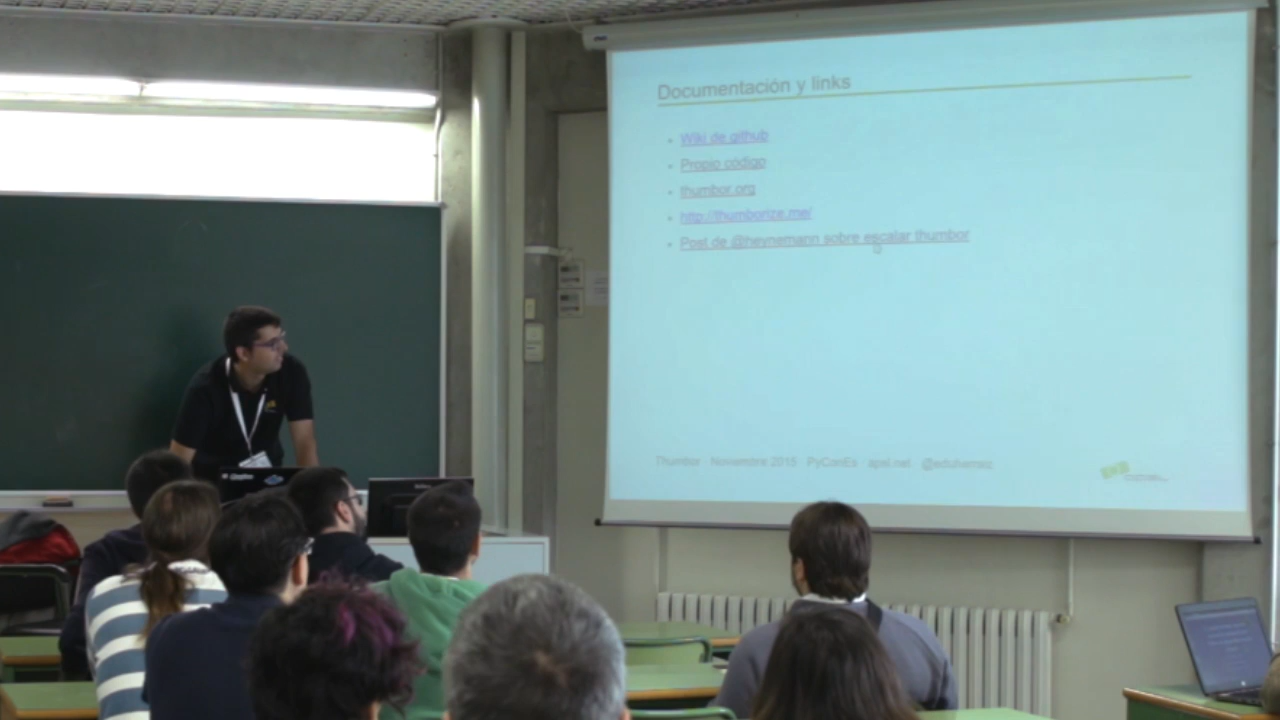 Documentación y links
Wiki de github
Propio código
thumbor.org
http://thumborize.me/
Post de @heynemann sobre escalar thumbor
Thumbor Noviembre 2015 PyConEs apsl.net